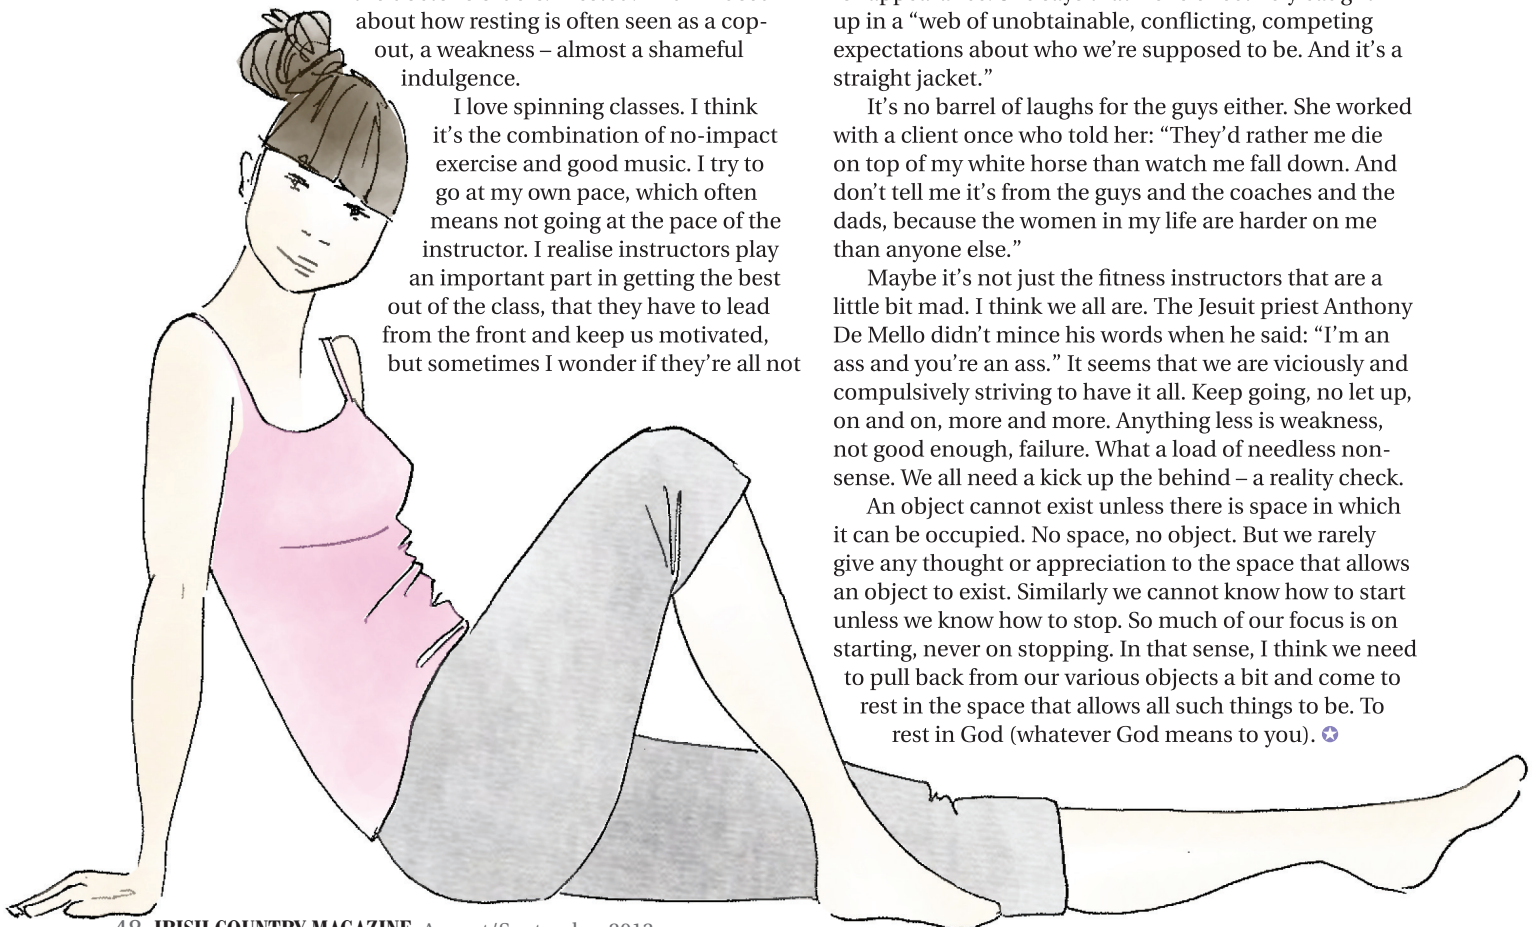 about how resting is often seen as a cop-
out, a weakness – almost a shameful
indulgence.
I love spinning classes. I think
it’s the combination of no-impact
exercise and good music. I try to
go at my own pace, which often
means not going at the pace of the
instructor. I realise instructors play
an important part in getting the best
out of the class, that they have to lead
from the front and keep us motivated,
but sometimes I wonder if they’re all not
up in a “web of unobtainable, conflicting, competing
expectations about who we’re supposed to be. And it’s a
straight jacket.”
It’s no barrel of laughs for the guys either. She worked
with a client once who told her: “They’d rather me die
on top of my white horse than watch me fall down. And
don’t tell me it’s from the guys and the coaches and the
dads, because the women in my life are harder on me
than anyone else.”
Maybe it’s not just the fitness instructors that are a
little bit mad. I think we all are. The Jesuit priest Anthony
De Mello didn’t mince his words when he said: “I’m an
ass and you’re an ass.” It seems that we are viciously and
compulsively striving to have it all. Keep going, no let up,
on and on, more and more. Anything less is weakness,
not good enough, failure. What a load of needless non-
sense. We all need a kick up the behind – a reality check.
An object cannot exist unless there is space in which
it can be occupied. No space, no object. But we rarely
give any thought or appreciation to the space that allows
an object to exist. Similarly we cannot know how to start
unless we know how to stop. So much of our focus is on
starting, never on stopping. In that sense, I think we need
to pull back from our various objects a bit and come to
rest in the space that allows all such things to be. To
rest in God (whatever God means to you).
IRISH COUNTRY MAGAZINE